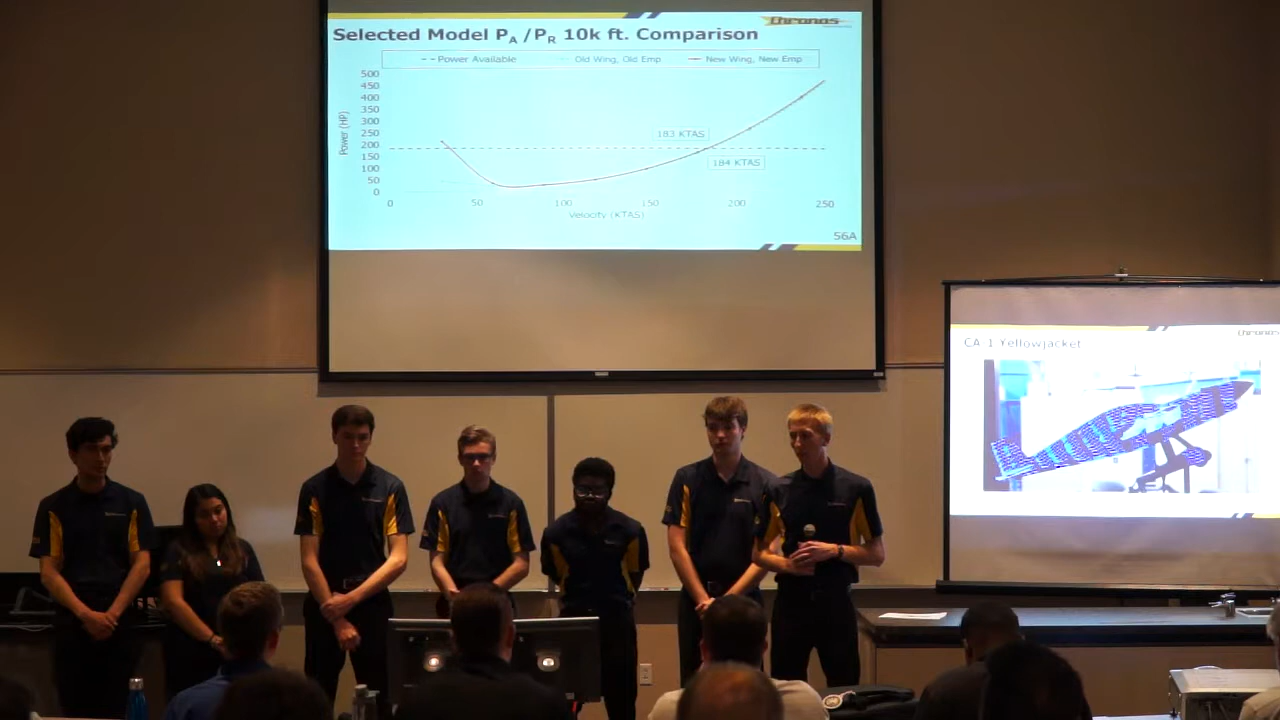 Chronos
Selected Model PA /PR 10k ft. Comparison
Power Available
Old Wing, Old Emp
New Wing, New Emp
500
450
400
350
300
250
200
150
100
50
0
Power (HP)
183 KTAS
184 KTAS
0 50 100 150 200 250
Velocity (KTAS)
56A
Chronos
CA 1 Yellowjacket